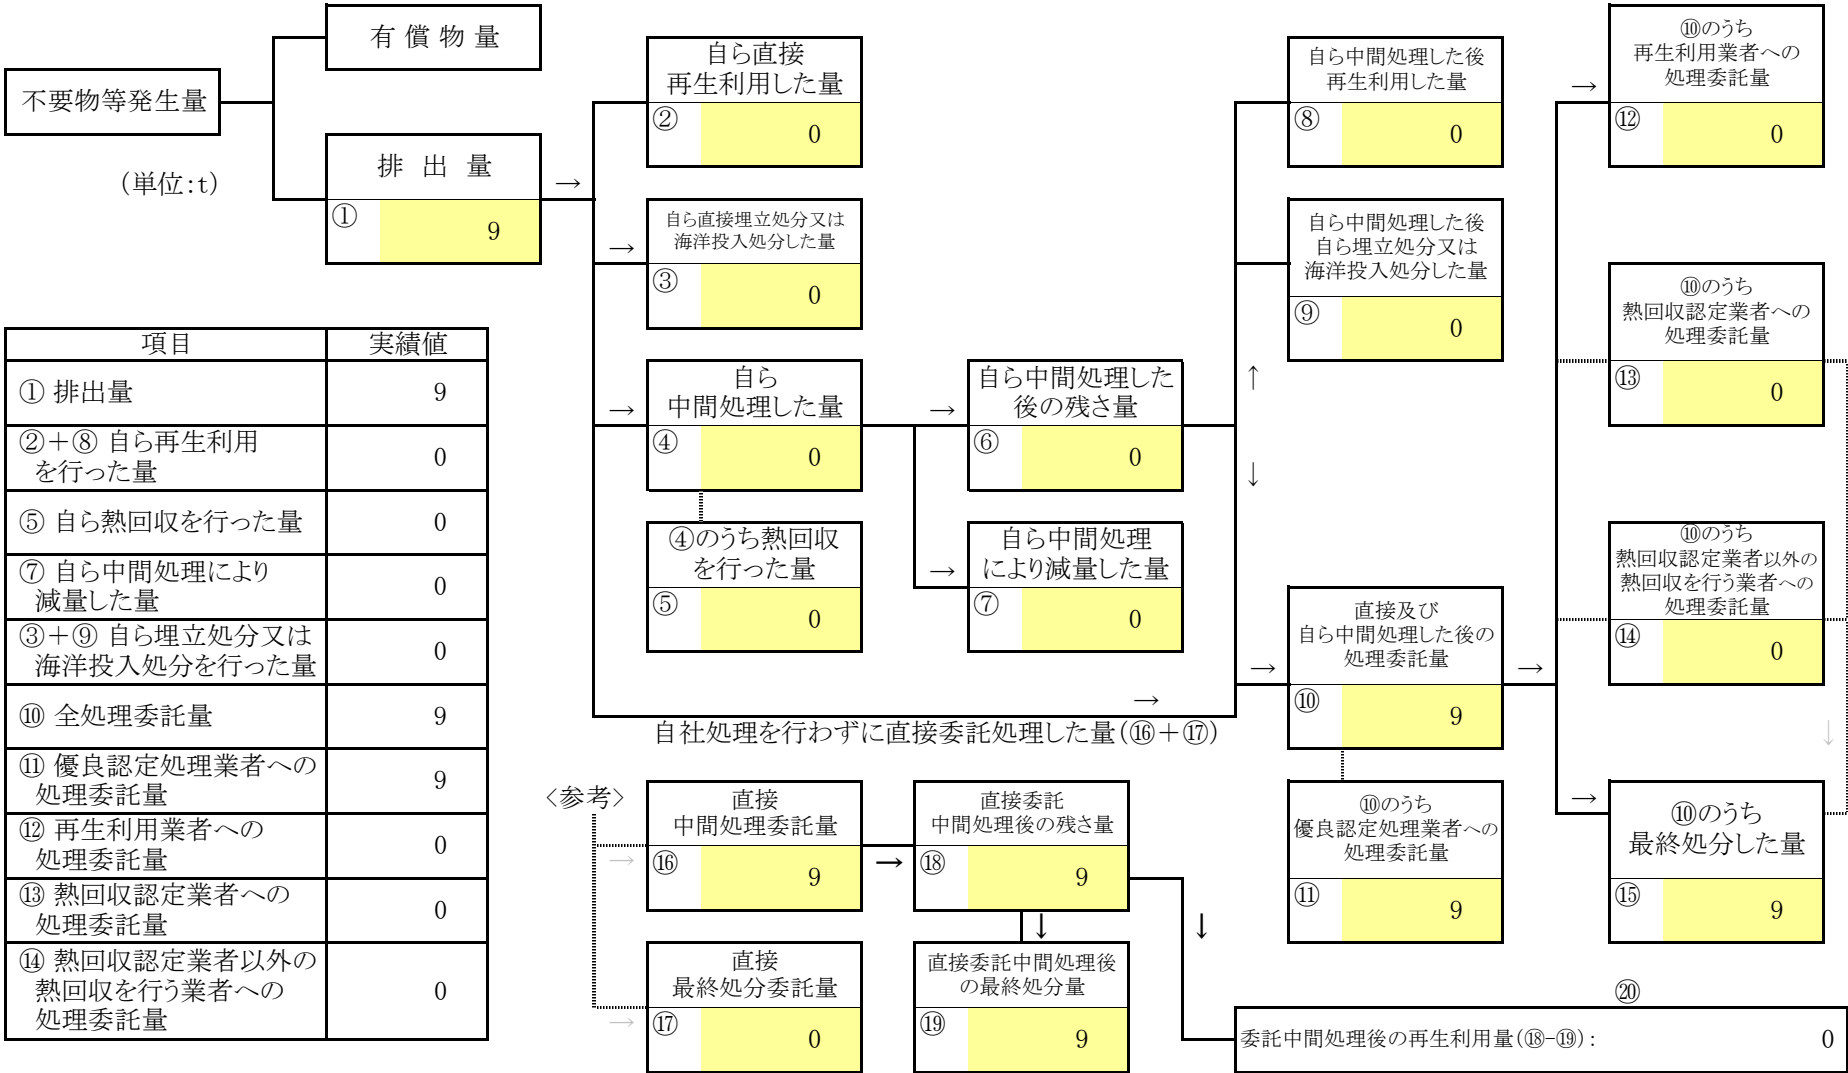 不要物等発生量
有 償 物 量
(単位:t)
排 出 量
→
① 9
自ら直接
再生利用した量
② 0
→
自ら直接埋立処分又は
海洋投入処分した量
③ 0
→
自ら
中間処理した量
④ 0
④のうち熱回収
を行った量
⑤ 0
→
自ら中間処理した
後の残さ量
⑥ 0
→
自ら中間処理
により減量した量
⑦ 0
↑
↓
自ら中間処理した後
再生利用した量
⑧ 0
自ら中間処理した後
自ら埋立処分又は
海洋投入処分した量
⑨ 0
→
自社処理を行わずに直接委託処理した量(⑯+⑰)
→
直接及び
自ら中間処理した後の
処理委託量
⑩ 9
→
⑩のうち
優良認定処理業者への
処理委託量
⑪ 9
→
⑩のうち
再生利用業者への
処理委託量
⑫ 0
⑩のうち
熱回収認定業者への
処理委託量
⑬ 0
⑩のうち
熱回収認定業者以外の
熱回収を行う業者への
処理委託量
⑭ 0
↓
→
⑩のうち
最終処分した量
⑮ 9
項目 実績値
① 排出量 9
②+⑧ 自ら再生利用
を行った量 0
⑤ 自ら熱回収を行った量 0
⑦ 自ら中間処理により
減量した量 0
③+⑨ 自ら埋立処分又は
海洋投入処分を行った量 0
⑩ 全処理委託量 9
⑪ 優良認定処理業者への
処理委託量 9
⑫ 再生利用業者への
処理委託量 0
⑬ 熱回収認定業者への
処理委託量 0
⑭ 熱回収認定業者以外の
熱回収を行う業者への
処理委託量 0
<参考>
→
直接
中間処理委託量
⑯ 9
→
直接
最終処分委託量
⑰ 0
→
直接委託
中間処理後の残さ量
⑱ 9
↓
直接委託中間処理後
の最終処分量
⑲ 9
↓
⑳
委託中間処理後の再生利用量(⑱-⑲): 0